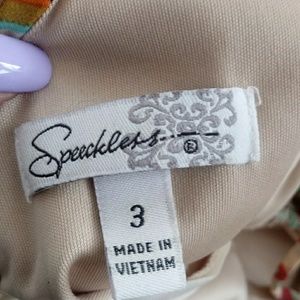 Speechless
®
3
MADE IN
VIETNAM